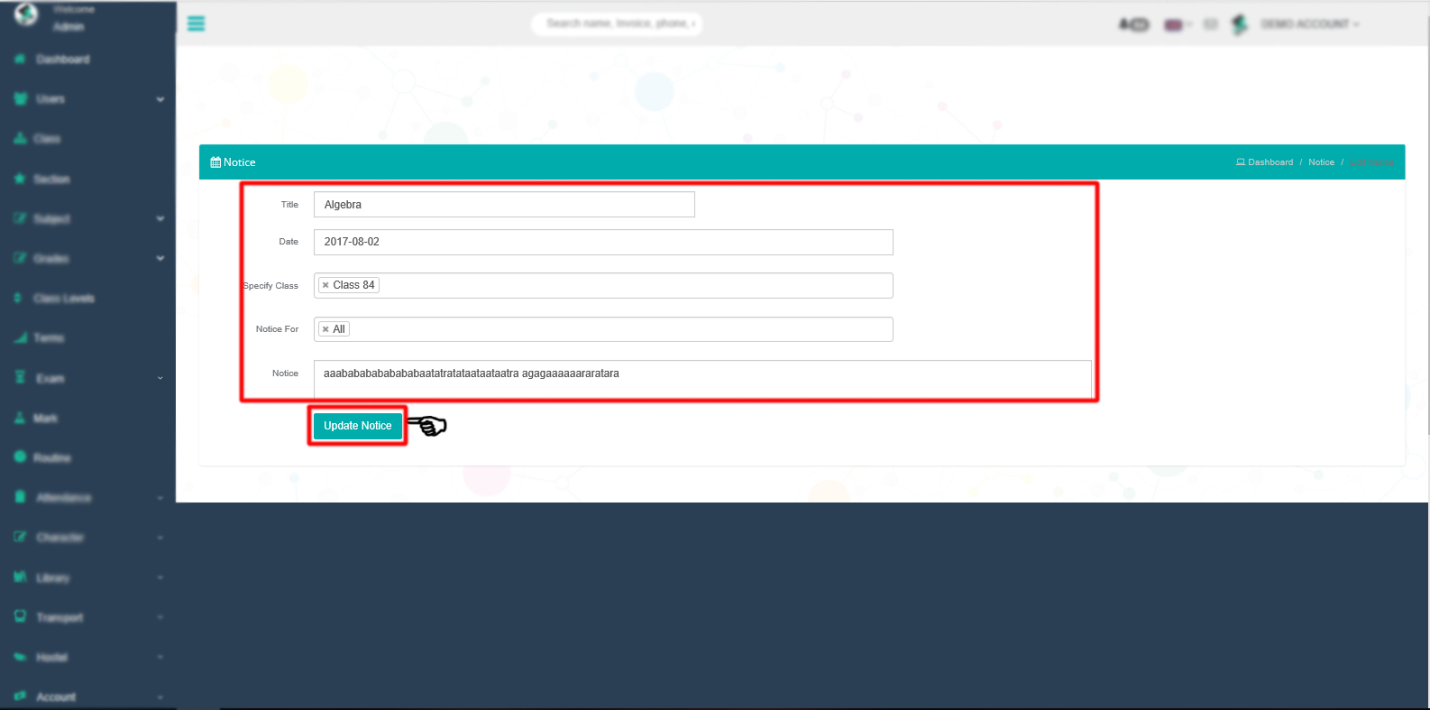 Welcome
Admin
Search name, Invoice, phone,
DEMO ACCOUNT
Dashboard
Users
Class
Section
Subject
Grades
Class Levels
Terms
Exam
Mark
Routine
Attendance
Character
Library
Transport
Hostel
Account
Notice
Dashboard / Notice /
Title
Algebra
Date
2017-08-02
Specify Class
× Class 84
Notice For
× All
Notice
aaababababababaatatratataataataatra agagaaaaaararatara
Update Notice